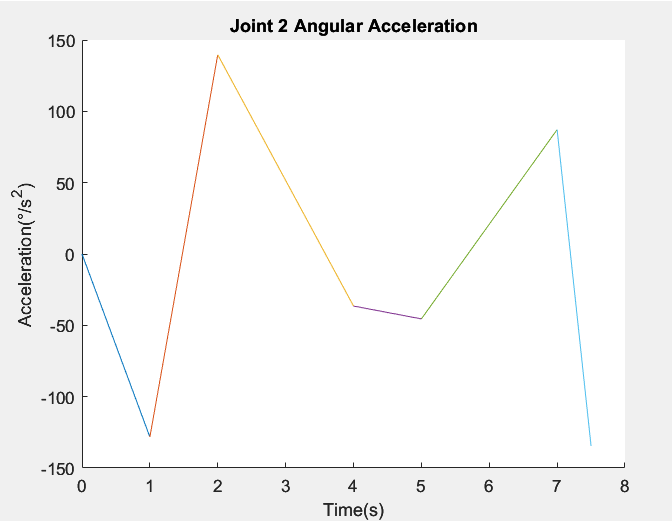 Joint 2 Angular Acceleration
150
100
50
0
-50
-100
-150
Acceleration(°/s²)
0 1 2 3 4 5 6 7 8
Time(s)